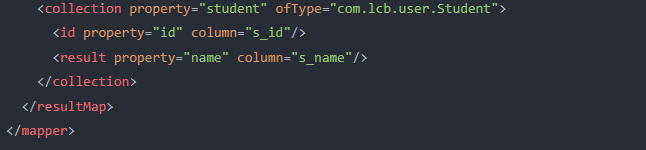 <collection property="student" ofType="com.lcb.user.Student">
<id property="id" column="s_id"/>
<result property="name" column="s_name"/>
</collection>
</resultMap>
</mapper>